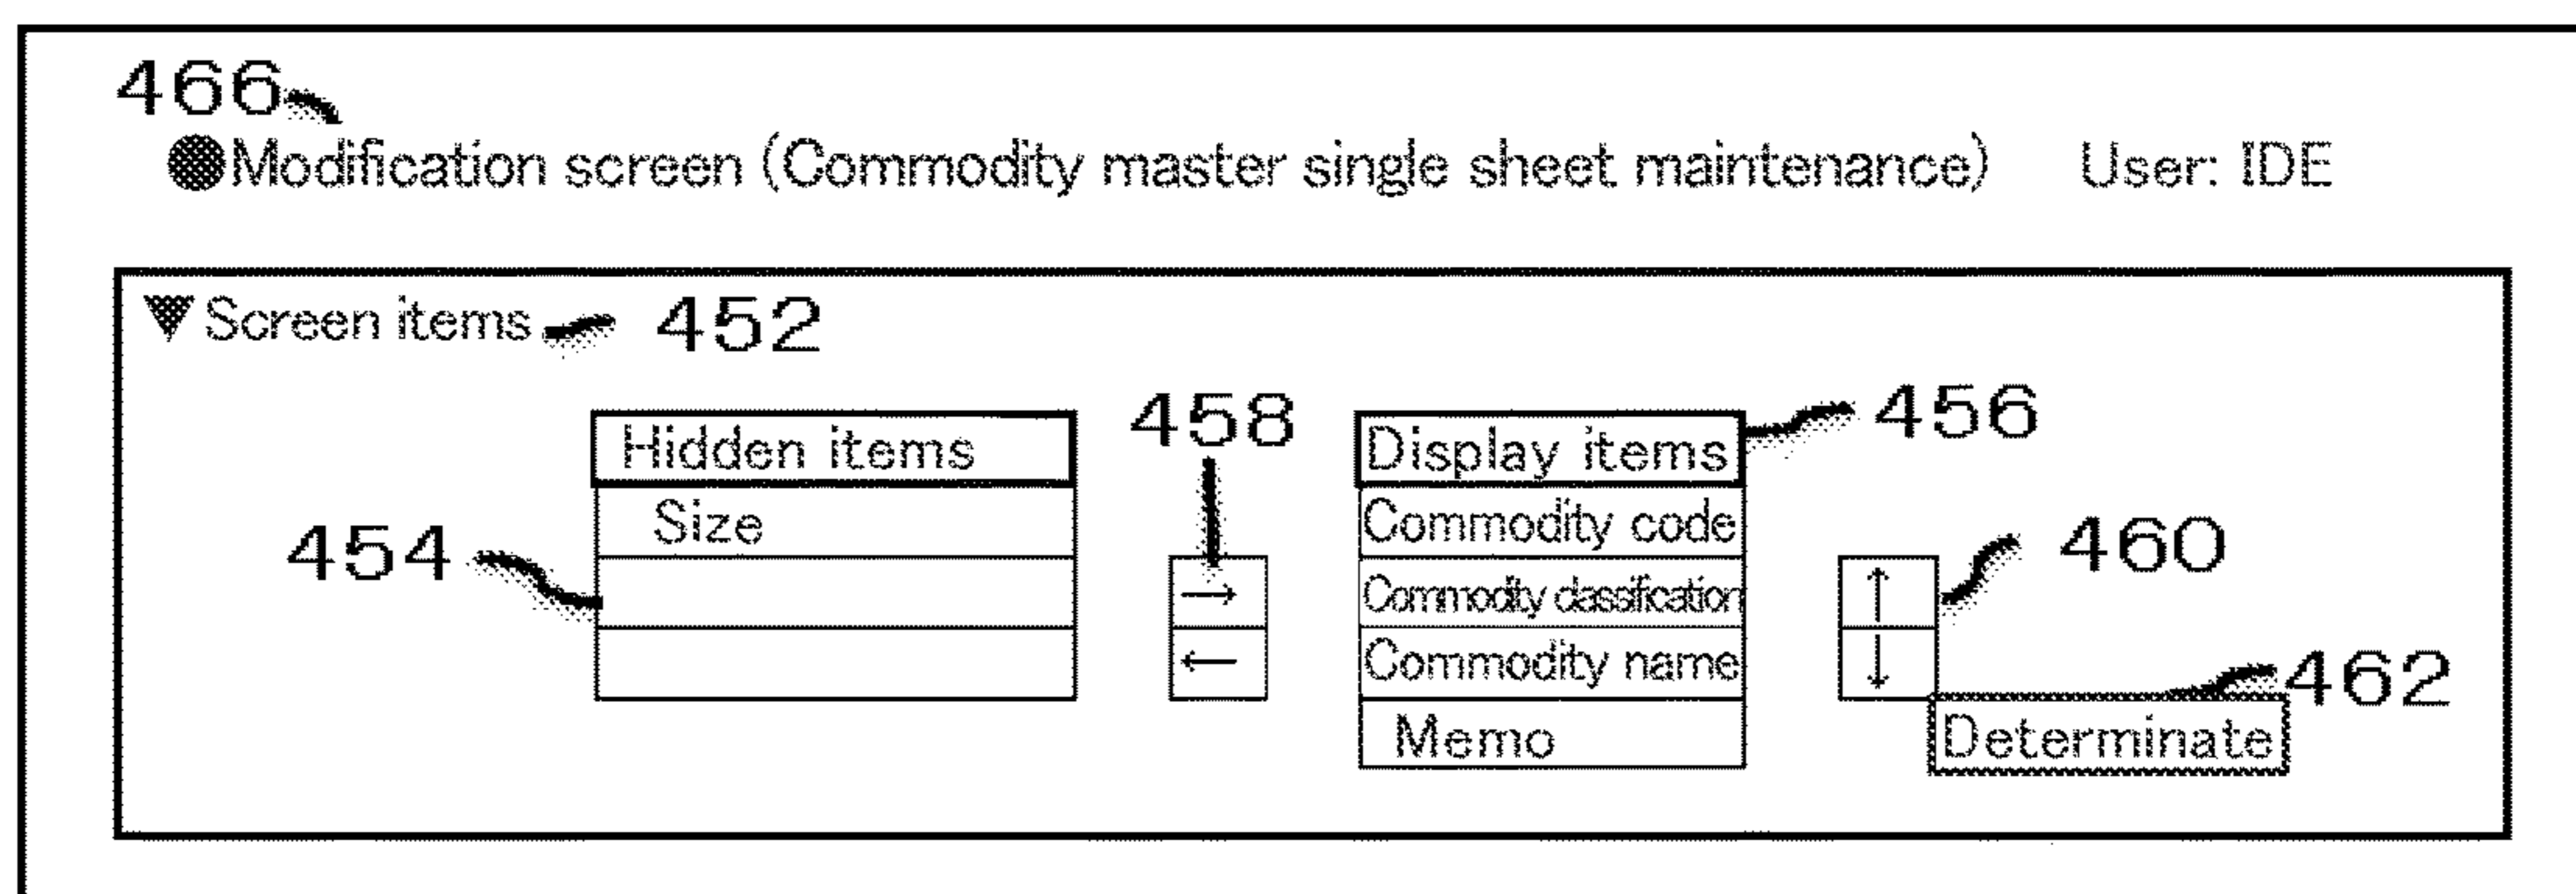 466
●Modification screen (Commodity master single sheet maintenance) User: IDE
▼Screen items 452
458 456
Hidden items Display items
Size Commodity code
454 460
→ Commodity classification ↑
← Commodity name ↓
462
Memo Determinate